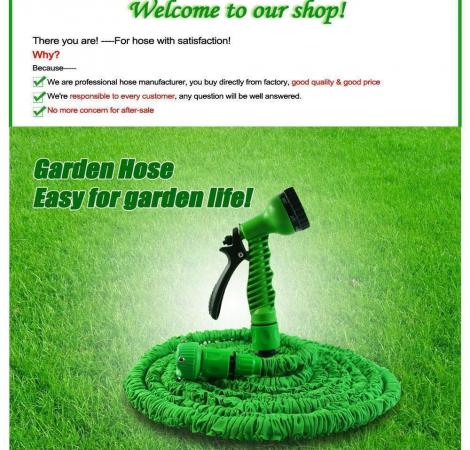 Welcome to our shop!
There you are! ----For hose with satisfaction!
Why?
Because-----
We are professional hose manufacturer, you buy directly from factory, good quality & good price
We're responsible to every customer, any question will be well answered.
No more concern for after-sale
Garden Hose
Easy for garden life!